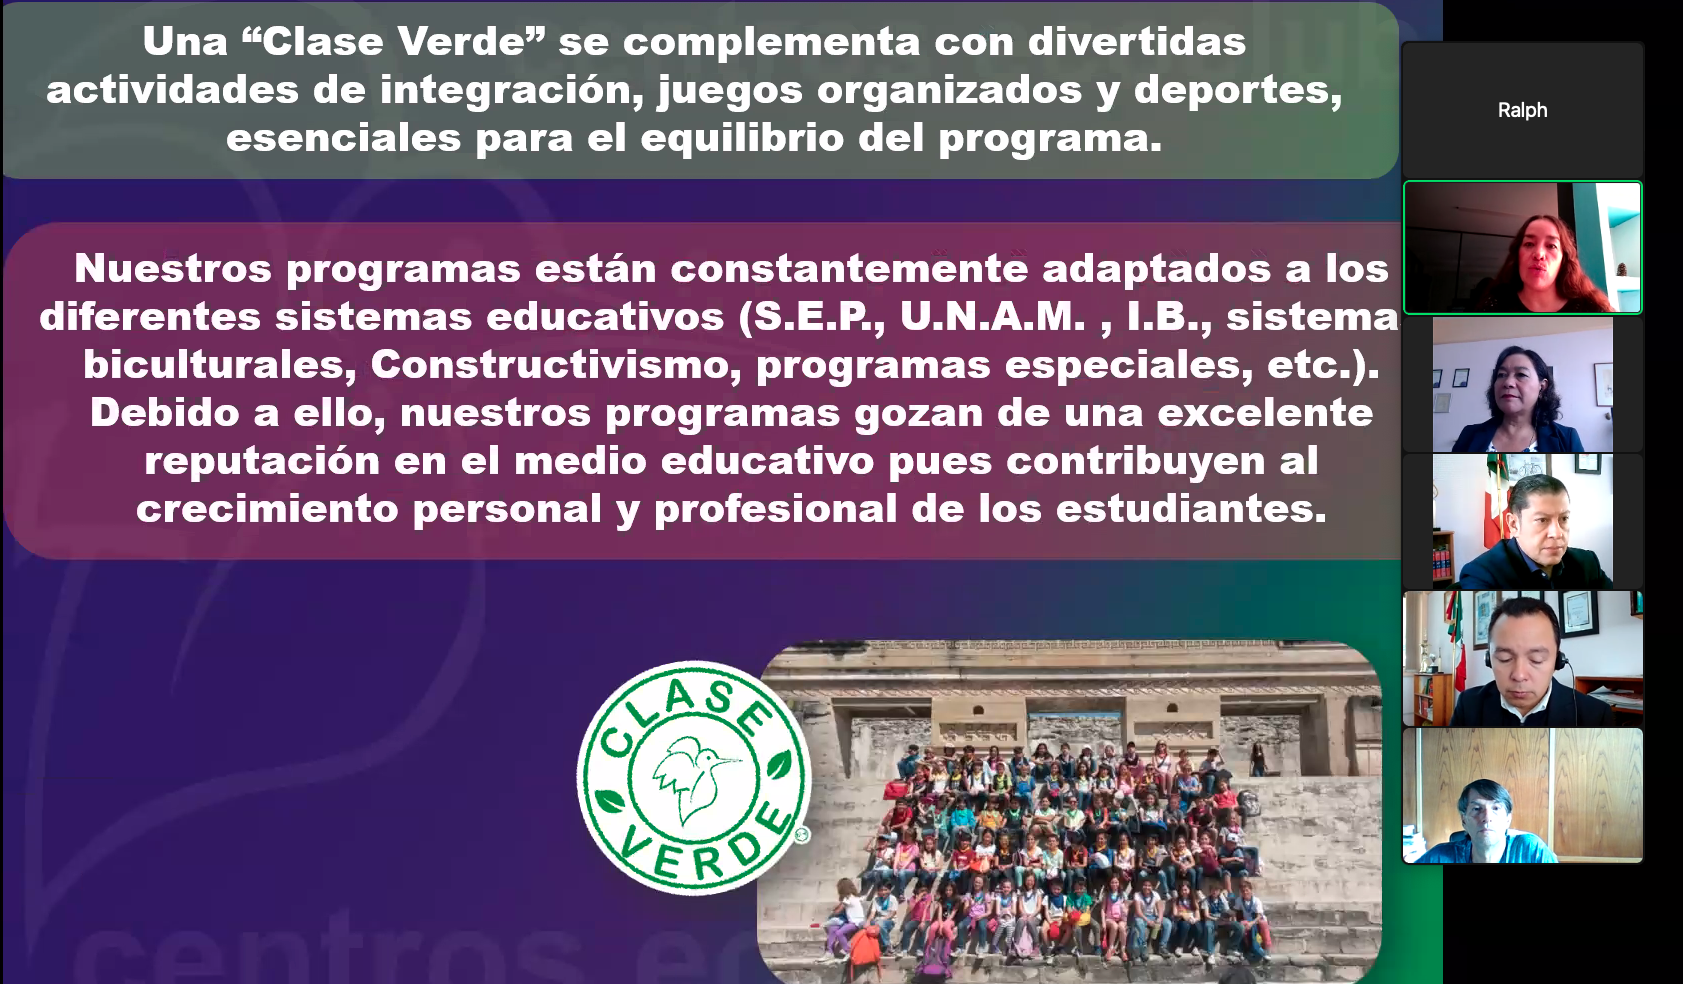 Una “Clase Verde” se complementa con divertidas
actividades de integración, juegos organizados y deportes,
esenciales para el equilibrio del programa.
Nuestros programas están constantemente adaptados a los
diferentes sistemas educativos (S.E.P., U.N.A.M. , I.B., sistema
biculturales, Constructivismo, programas especiales, etc.).
Debido a ello, nuestros programas gozan de una excelente
reputación en el medio educativo pues contribuyen al
crecimiento personal y profesional de los estudiantes.
CLASE
VERDE
centros ec
Ralph